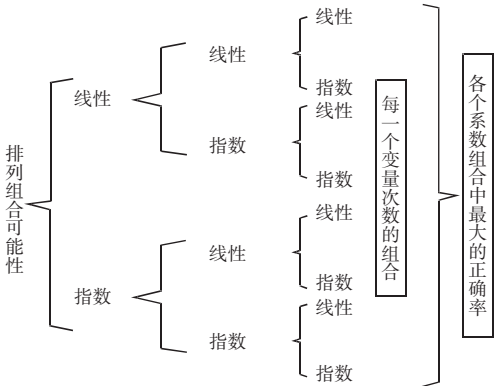 排列组合可能性
线性
指数
线性
指数
线性
指数
线性
指数
线性
指数
线性
指数
线性
指数
每一个变量次数的组合
各个系数组合中最大的正确率